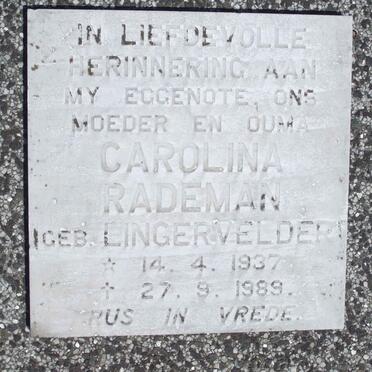 IN LIEFDEVOLLE
HERINNERING AAN
MY EGGENOTE, ONS
MOEDER EN OUMA
CAROLINA
RADEMAN
(GEB. LINGERVELDER)
☆ 14. 4. 1937
† 27. 9. 1989.
RUS IN VREDE.